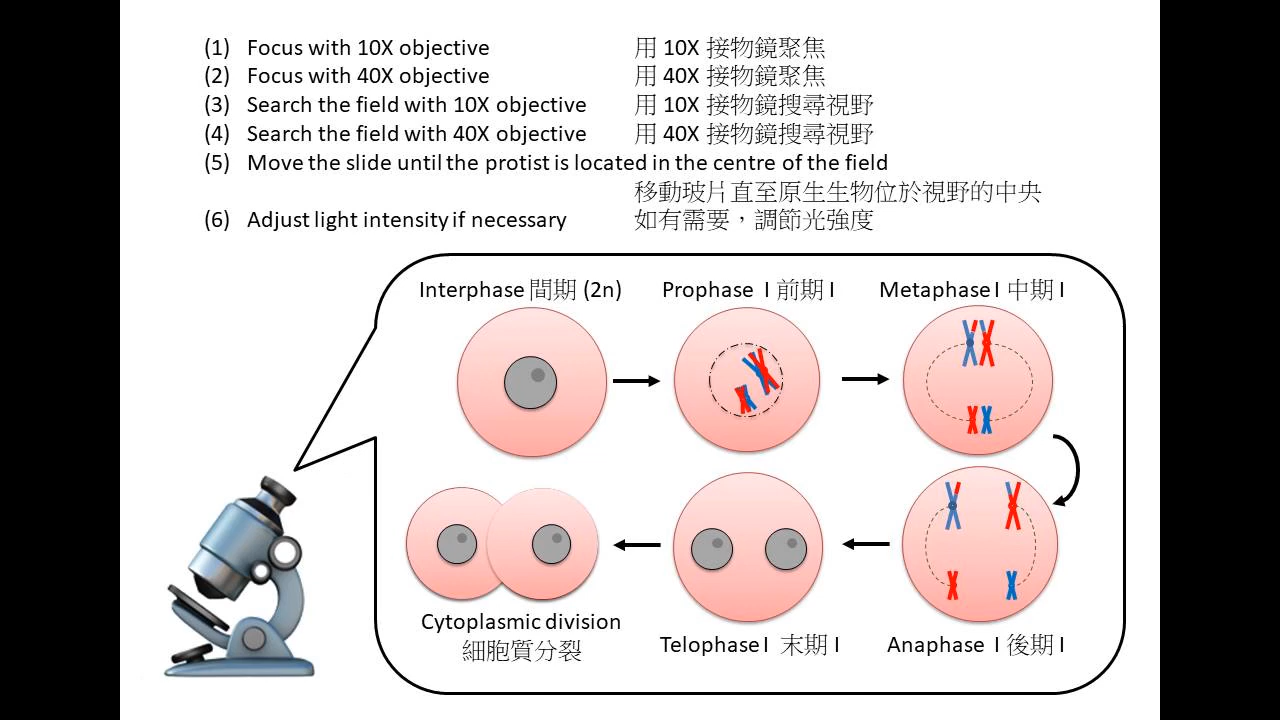 (1) Focus with 10X objective 用 10X 接物鏡聚焦
(2) Focus with 40X objective 用 40X 接物鏡聚焦
(3) Search the field with 10X objective 用 10X 接物鏡搜尋視野
(4) Search the field with 40X objective 用 40X 接物鏡搜尋視野
(5) Move the slide until the protist is located in the centre of the field
移動玻片直至原生生物位於視野的中央
(6) Adjust light intensity if necessary 如有需要，調節光強度
Interphase 間期 (2n) Prophase I 前期 I Metaphase I 中期 I
Cytoplasmic division
細胞質分裂
Telophase I 末期 I Anaphase I 後期 I